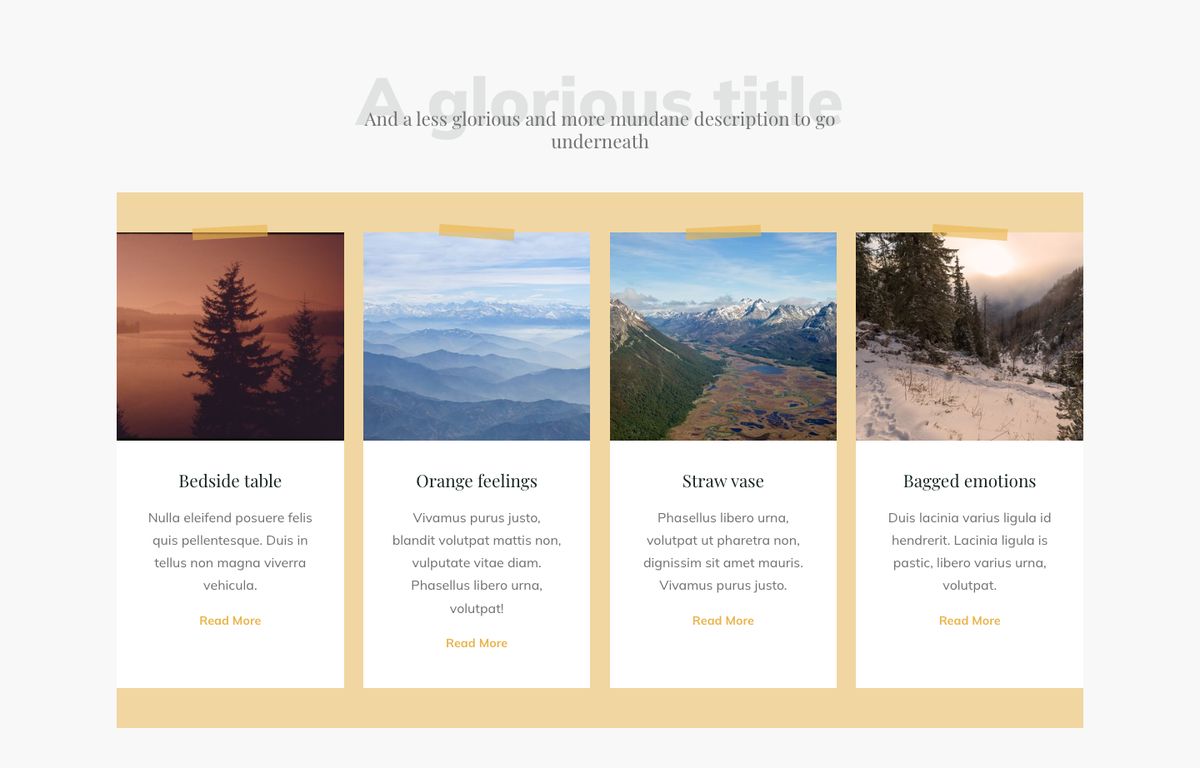 A glorious title
And a less glorious and more mundane description to go
underneath
Bedside table
Nulla eleifend posuere felis
quis pellentesque. Duis in
tellus non magna viverra
vehicula.
Read More
Orange feelings
Vivamus purus justo,
blandit volutpat mattis non,
vulputate vitae diam.
Phasellus libero urna,
volutpat!
Read More
Straw vase
Phasellus libero urna,
volutpat ut pharetra non,
dignissim sit amet mauris.
Vivamus purus justo.
Read More
Bagged emotions
Duis lacinia varius ligula id
hendrerit. Lacinia ligula is
pastic, libero varius urna,
volutpat.
Read More